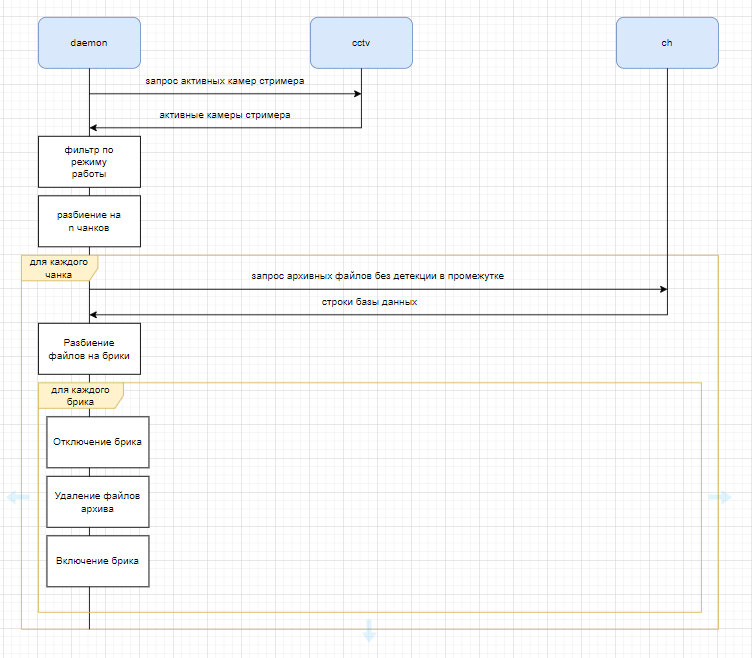 daemon
cctv
ch
запрос активных камер стримера
активные камеры стримера
фильтр по
режиму
работы
разбиение на
n чанков
для каждого
чанка
запрос архивных файлов без детекции в промежутке
строки базы данных
Разбиение
файлов на брики
для каждого
брика
Отключение брика
Удаление файлов
архива
Включение брика